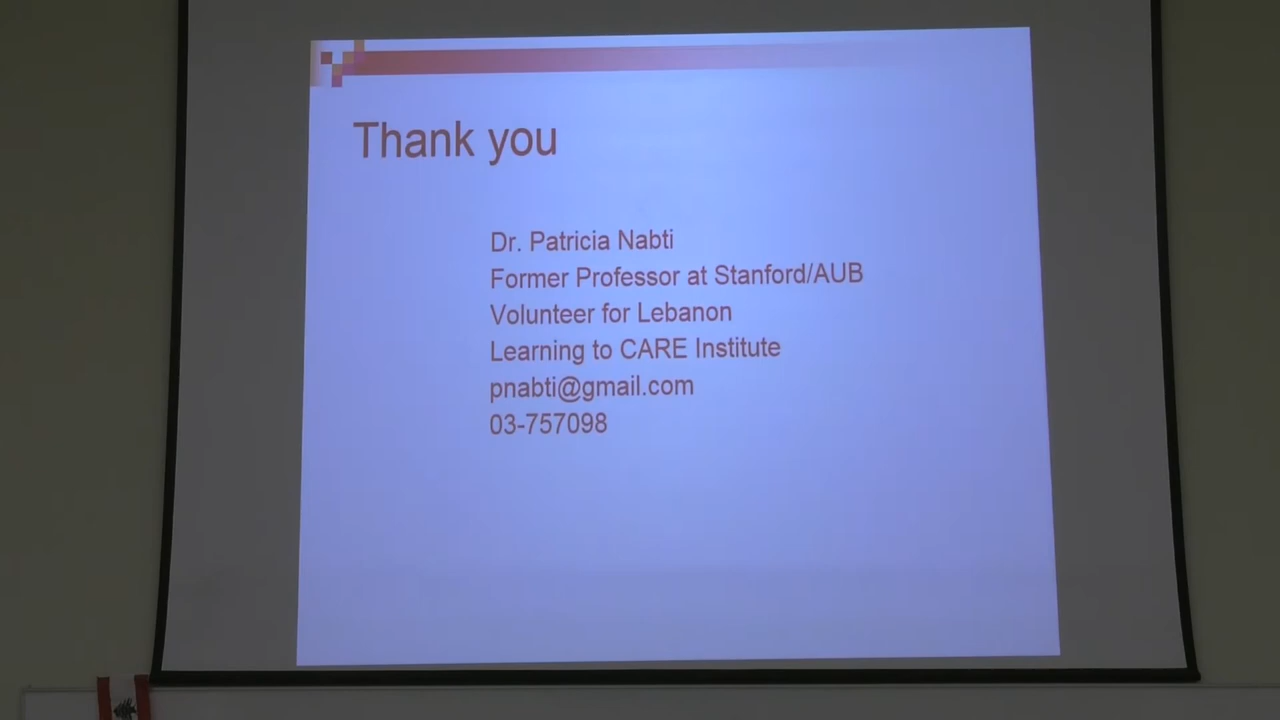 Thank you
Dr. Patricia Nabti
Former Professor at Stanford/AUB
Volunteer for Lebanon
Learning to CARE Institute
pnabti@gmail.com
03-757098